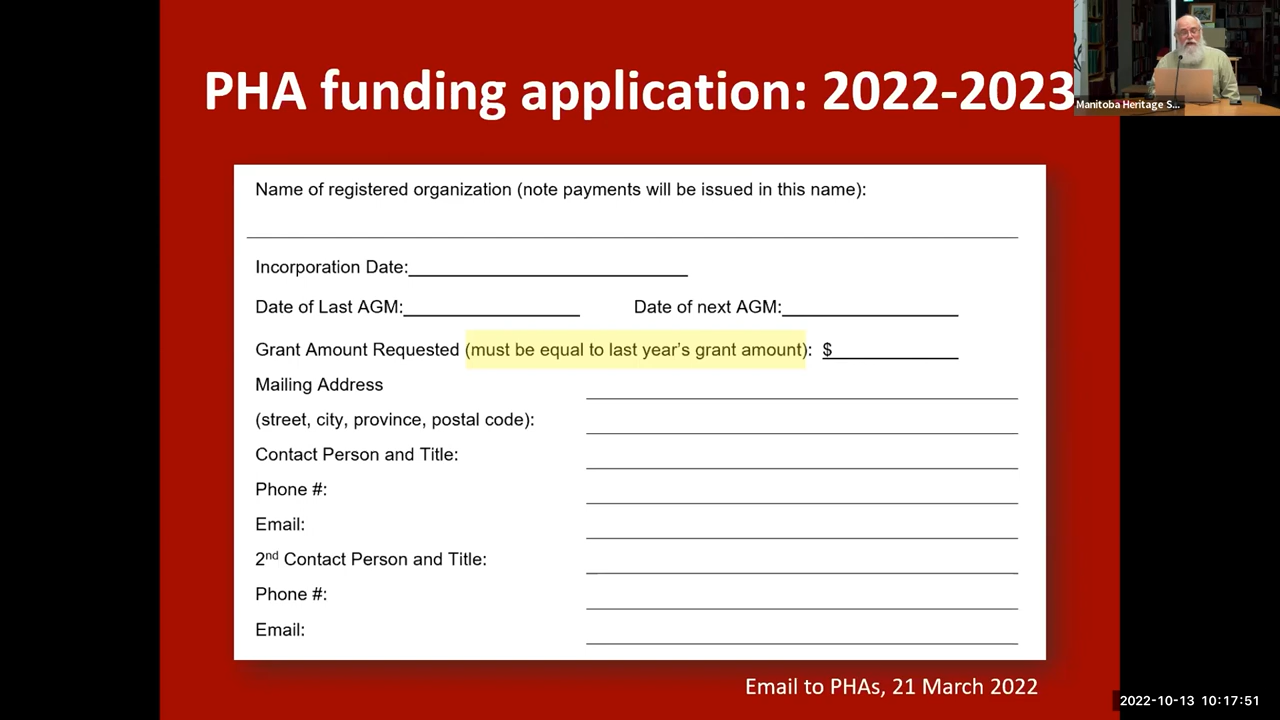 PHA funding application: 2022-2023
Manitoba Heritage S...
Name of registered organization (note payments will be issued in this name):
Incorporation Date:
Date of Last AGM: Date of next AGM:
Grant Amount Requested (must be equal to last year’s grant amount): $
Mailing Address
(street, city, province, postal code):
Contact Person and Title:
Phone #:
Email:
2nd Contact Person and Title:
Phone #:
Email:
Email to PHAs, 21 March 2022
2022-10-13 10:17:51